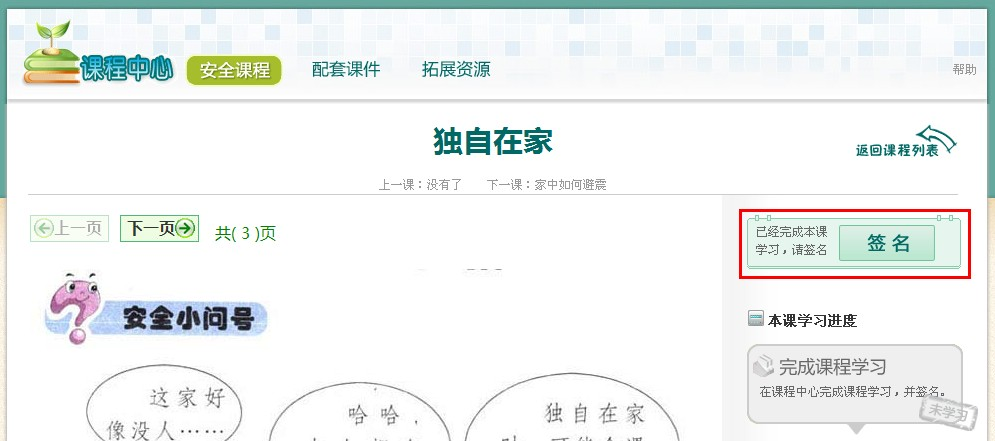 课程中心
安全课程
配套课件
拓展资源
帮助
独自在家
返回课程列表
上一课：没有了 下一课：家中如何避震
上一页
下一页
共( 3 )页
已经完成本课
学习，请签名
签 名
安全小问号
本课学习进度
完成课程学习
在课程中心完成课程学习，并签名。
未学习
这家好
像没人……
哈哈，
独自在家